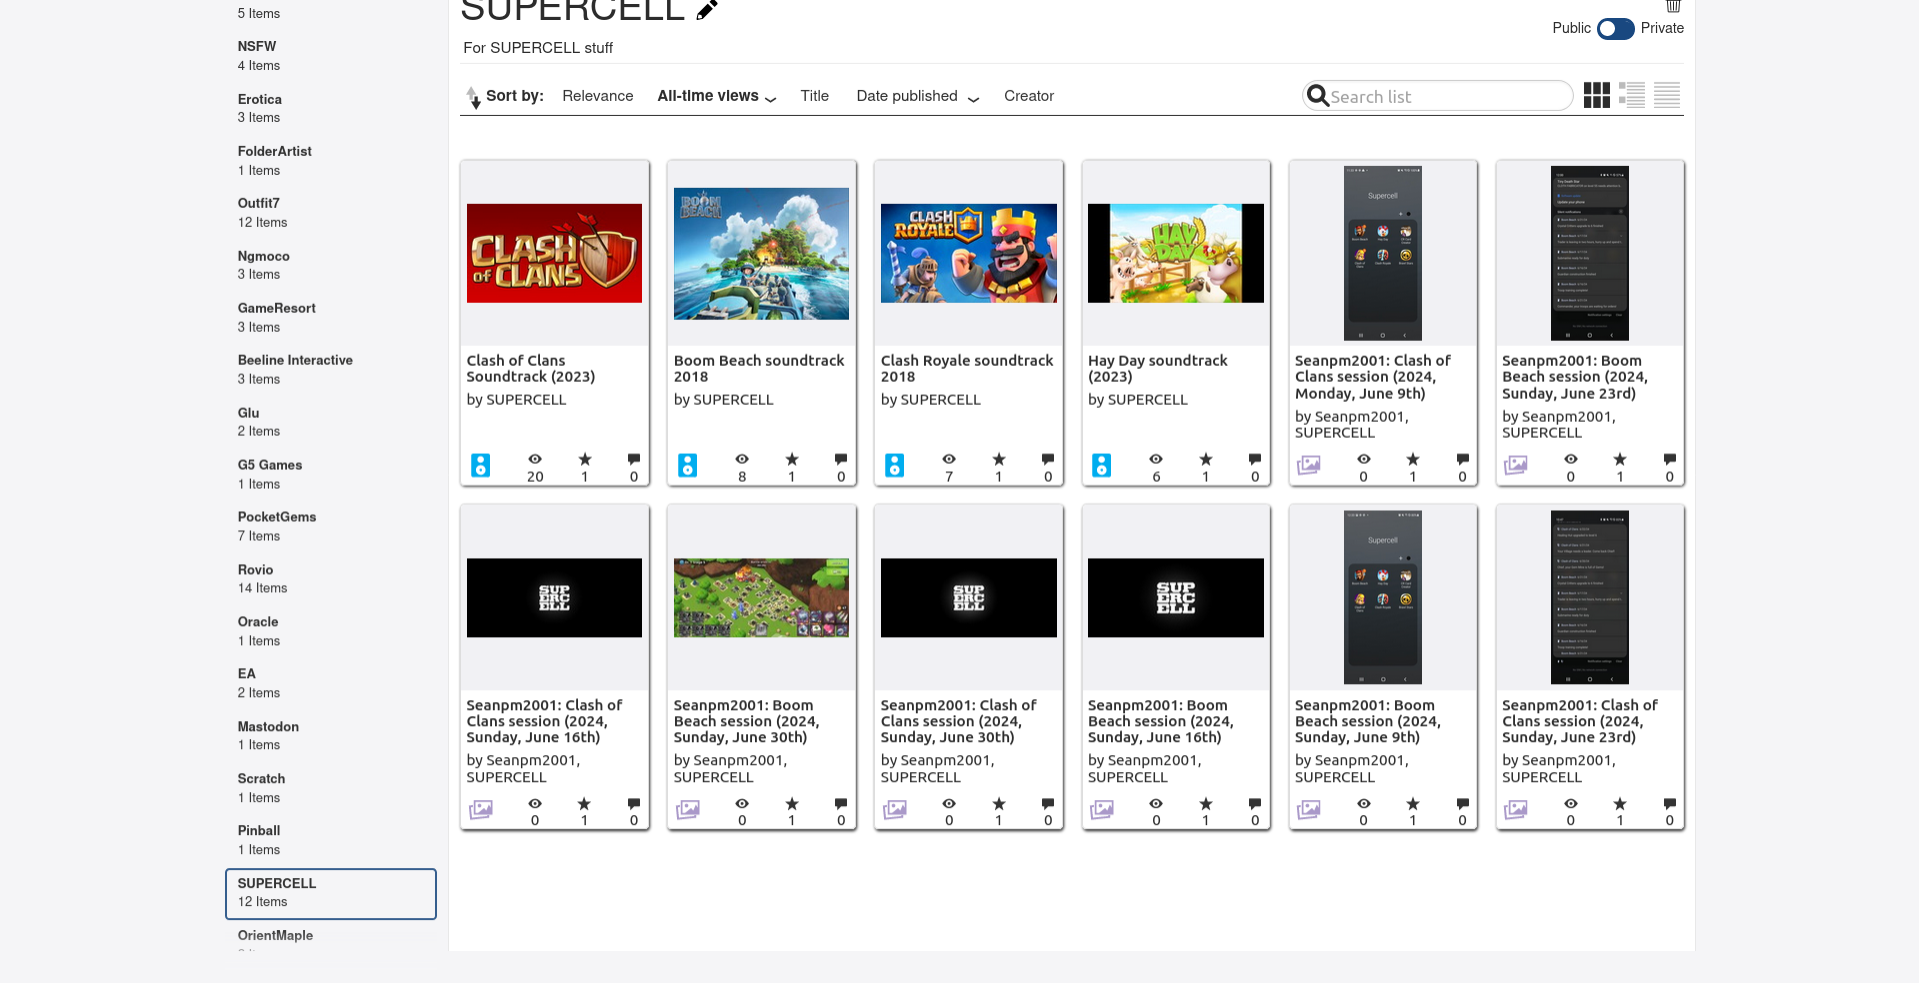 5 Items
NSFW
4 Items
Erotica
3 Items
FolderArtist
1 Items
Outfit7
12 Items
Ngmoco
3 Items
GameResort
3 Items
Beeline Interactive
3 Items
Glu
2 Items
G5 Games
1 Items
PocketGems
7 Items
Rovio
14 Items
Oracle
1 Items
EA
2 Items
Mastodon
1 Items
Scratch
1 Items
Pinball
1 Items
SUPERCELL
12 Items
OrientMaple
SUPERCELL
For SUPERCELL stuff
Public Private
Sort by: Relevance All-time views Title Date published Creator
Search list
CLASH
OF CLANS
Clash of Clans
Soundtrack (2023)
by SUPERCELL
20 1 0
BOOM
BEACH
Boom Beach soundtrack
2018
by SUPERCELL
8 1 0
CLASH
ROYALE
Clash Royale soundtrack
2018
by SUPERCELL
7 1 0
HAY
DAY
Hay Day soundtrack
(2023)
by SUPERCELL
6 1 0
Supercell
Seanpm2001: Clash of
Clans session (2024,
Monday, June 9th)
by Seanpm2001,
SUPERCELL
0 1 0
Seanpm2001: Boom
Beach session (2024,
Sunday, June 23rd)
by Seanpm2001,
SUPERCELL
0 1 0
SUP
ERC
ELL
Seanpm2001: Clash of
Clans session (2024,
Sunday, June 16th)
by Seanpm2001,
SUPERCELL
0 1 0
Seanpm2001: Boom
Beach session (2024,
Sunday, June 30th)
by Seanpm2001,
SUPERCELL
0 1 0
SUP
ERC
ELL
Seanpm2001: Clash of
Clans session (2024,
Sunday, June 30th)
by Seanpm2001,
SUPERCELL
0 1 0
SUP
ERC
ELL
Seanpm2001: Boom
Beach session (2024,
Sunday, June 16th)
by Seanpm2001,
SUPERCELL
0 1 0
Supercell
Seanpm2001: Boom
Beach session (2024,
Sunday, June 9th)
by Seanpm2001,
SUPERCELL
0 1 0
Seanpm2001: Clash of
Clans session (2024,
Sunday, June 23rd)
by Seanpm2001,
SUPERCELL
0 1 0